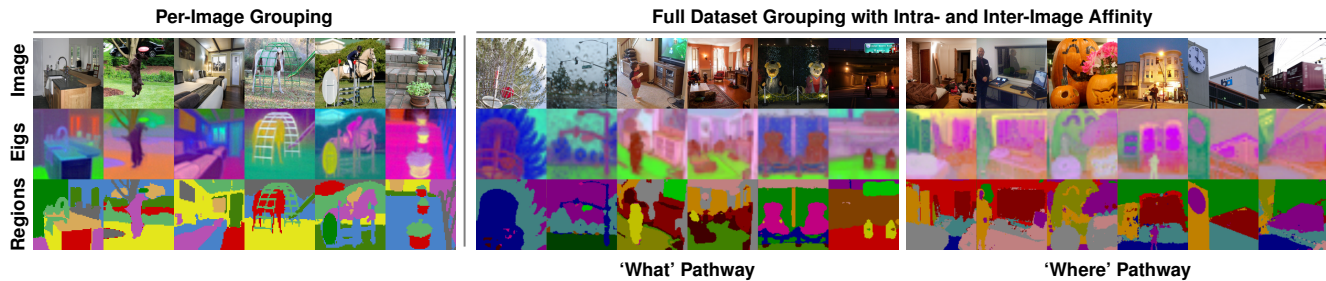 Per-Image Grouping
Full Dataset Grouping with Intra- and Inter-Image Affinity
Image
Eigs
Regions
‘What’ Pathway
‘Where’ Pathway